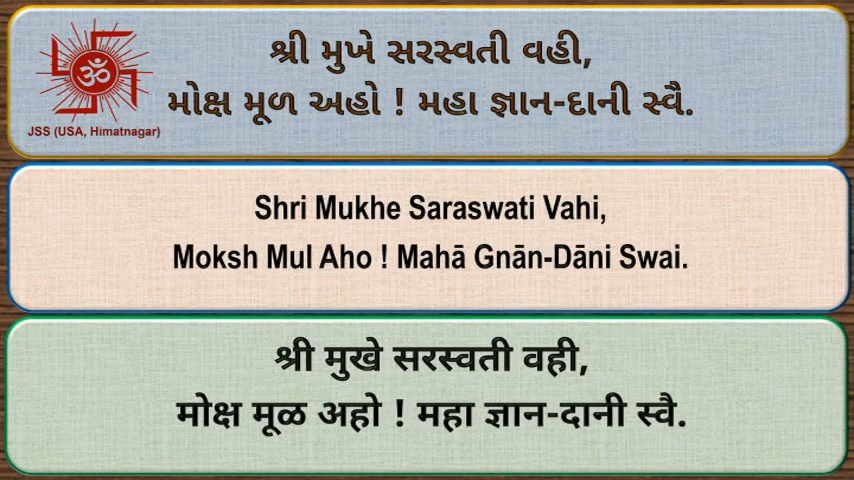 ૐ
JSS (USA, Himatnagar)
શ્રી મુખે સરસ્વતી વહી,
મોક્ષ મૂળ અહો ! મહા જ્ઞાન-દાની સ્વૈ.
Shri Mukhe Saraswati Vahi,
Moksh Mul Aho ! Mahā Gnān-Dāni Swai.
श्री मुखे सरस्वती वही,
मोक्ष मूळ अहो ! महा ज्ञान-दानी स्वै.